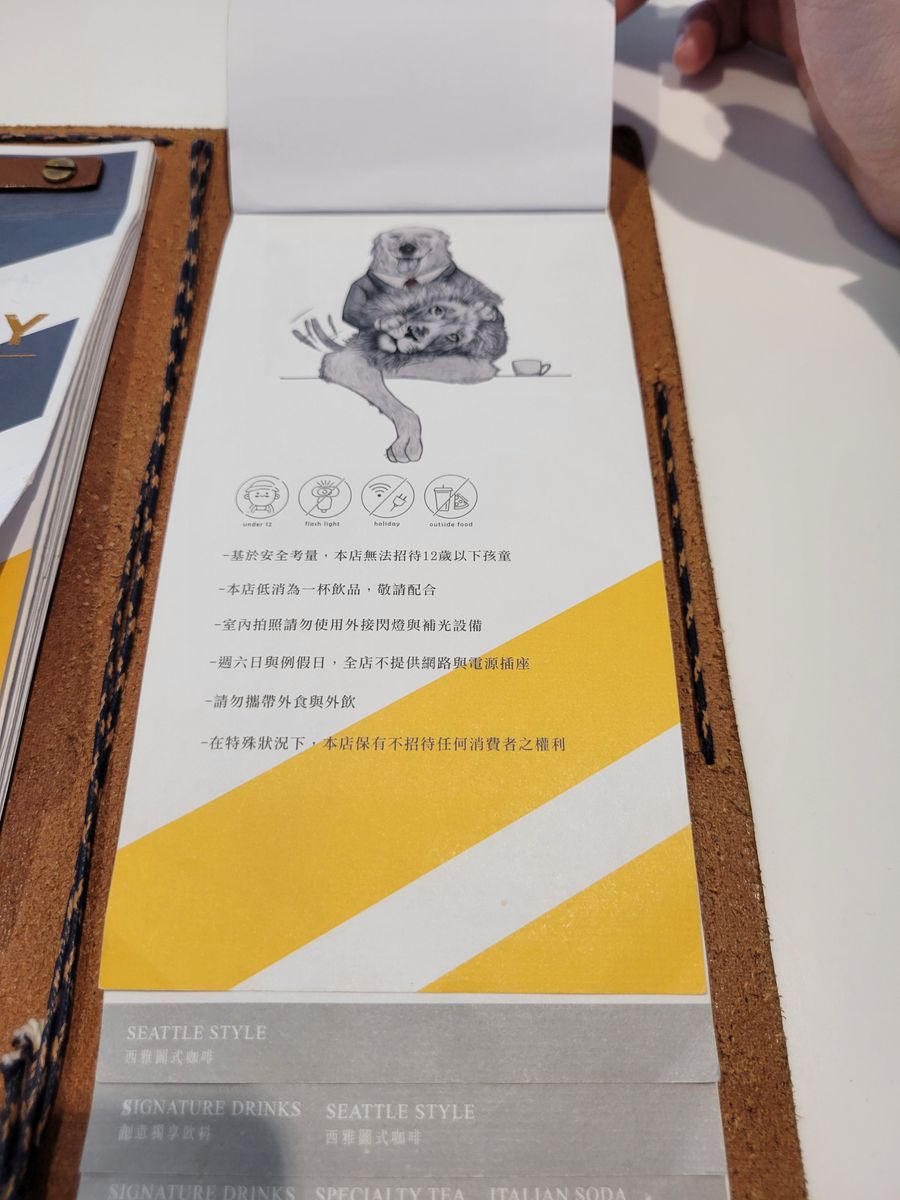 Y
under 12
flash light
holiday
outside food
-基於安全考量，本店無法招待12歲以下孩童
-本店低消為一杯飲品，敬請配合
-室內拍照請勿使用外接閃燈與補光設備
-週六日與例假日，全店不提供網路與電源插座
-請勿攜帶外食與外飲
-在特殊狀況下，本店保有不招待任何消費者之權利
SEATTLE STYLE
西雅圖式咖啡
SIGNATURE DRINKS SEATTLE STYLE
創意獨享飲料 西雅圖式咖啡
SIGNATURE DRINKS SPECIALTY TEA ITALIAN SODA